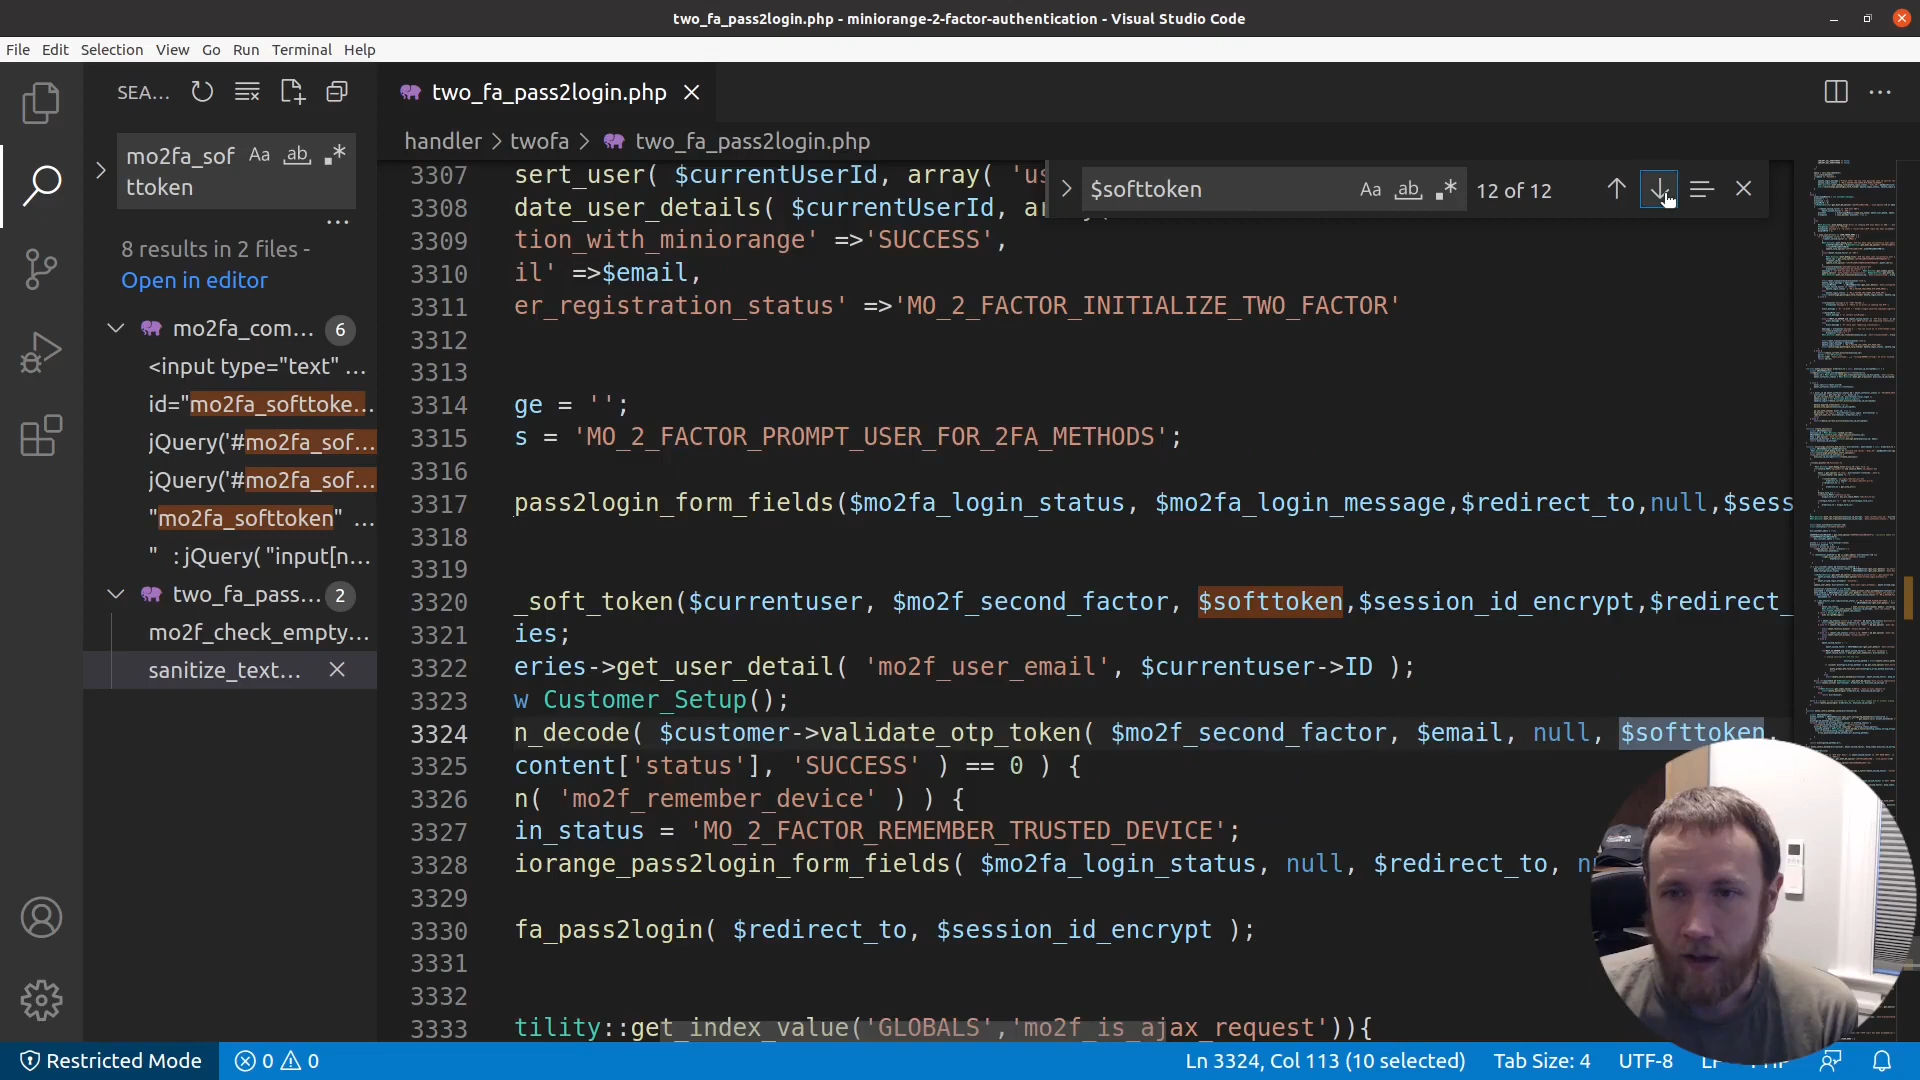 two_fa_pass2login.php - miniorange-2-factor-authentication - Visual Studio Code
File Edit Selection View Go Run Terminal Help
SEA...
two_fa_pass2login.php
mo2fa_sof
ttoken
Aa ab .*
...
handler > twofa > two_fa_pass2login.php
$softtoken Aa ab .* 12 of 12
8 results in 2 files -
Open in editor
mo2fa_com... 6
<input type="text" ...
id="mo2fa_softtoke...
jQuery('#mo2fa_sof...
jQuery('#mo2fa_sof...
"mo2fa_softtoken" ...
" : jQuery( "input[n...
two_fa_pass... 2
mo2f_check_empty...
sanitize_text...
3307 sert_user( $currentUserId, array( 'us
3308 date_user_details( $currentUserId, ar
3309 tion_with_miniorange' =>'SUCCESS',
3310 il' =>$email,
3311 er_registration_status' =>'MO_2_FACTOR_INITIALIZE_TWO_FACTOR'
3312
3313
3314 ge = '';
3315 s = 'MO_2_FACTOR_PROMPT_USER_FOR_2FA_METHODS';
3316
3317 pass2login_form_fields($mo2fa_login_status, $mo2fa_login_message,$redirect_to,null,$sess
3318
3319
3320 _soft_token($currentuser, $mo2f_second_factor, $softtoken,$session_id_encrypt,$redirect_
3321 ies;
3322 eries->get_user_detail( 'mo2f_user_email', $currentuser->ID );
3323 w Customer_Setup();
3324 n_decode( $customer->validate_otp_token( $mo2f_second_factor, $email, null, $softtoken,
3325 content['status'], 'SUCCESS' ) == 0 ) {
3326 n( 'mo2f_remember_device' ) ) {
3327 in_status = 'MO_2_FACTOR_REMEMBER_TRUSTED_DEVICE';
3328 iorange_pass2login_form_fields( $mo2fa_login_status, null, $redirect_to,
3329
3330 fa_pass2login( $redirect_to, $session_id_encrypt );
3331
3332
3333 tility::get_index_value('GLOBALS','mo2f_is_ajax_request')){
Restricted Mode 0 0 Ln 3324, Col 113 (10 selected) Tab Size: 4 UTF-8